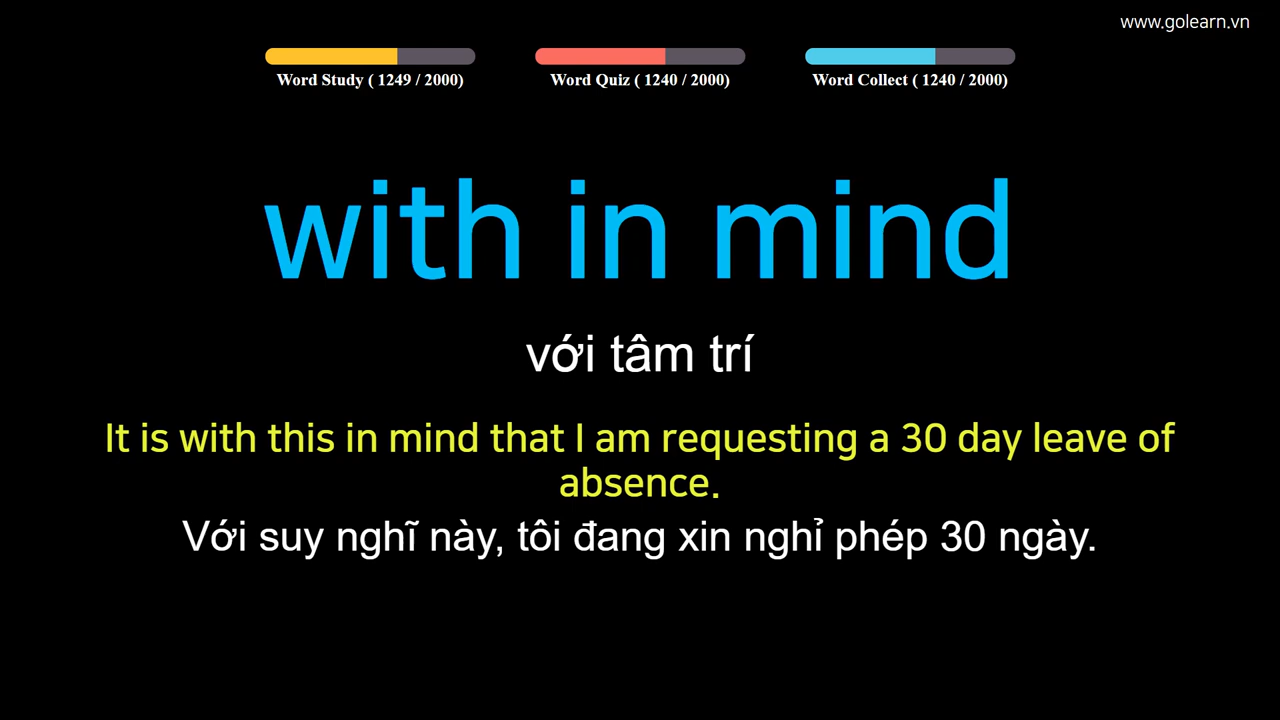 www.golearn.vn
Word Study ( 1249 / 2000)
Word Quiz ( 1240 / 2000)
Word Collect ( 1240 / 2000)
with in mind
với tâm trí
It is with this in mind that I am requesting a 30 day leave of
absence.
Với suy nghĩ này, tôi đang xin nghỉ phép 30 ngày.